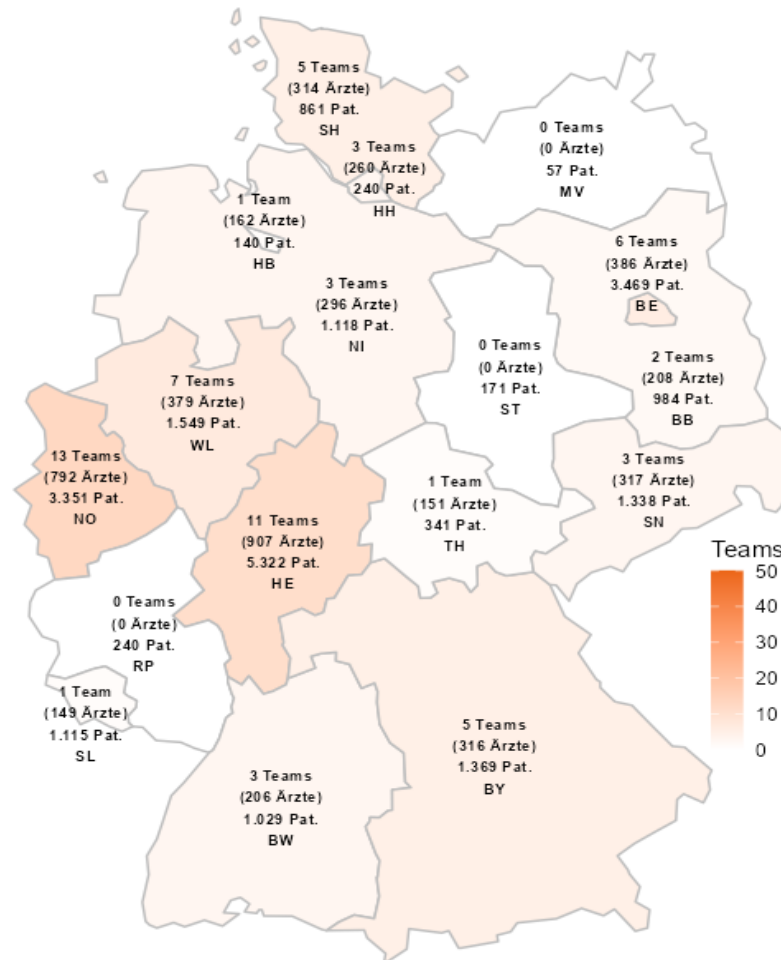 5 Teams
(314 Ärzte)
861 Pat.
SH
3 Teams
(260 Ärzte)
240 Pat.
HH
0 Teams
(0 Ärzte)
57 Pat.
MV
1 Team
(162 Ärzte)
140 Pat.
HB
6 Teams
(386 Ärzte)
3.469 Pat.
BE
3 Teams
(296 Ärzte)
1.118 Pat.
NI
0 Teams
(0 Ärzte)
171 Pat.
ST
2 Teams
(208 Ärzte)
984 Pat.
BB
7 Teams
(379 Ärzte)
1.549 Pat.
WL
13 Teams
(792 Ärzte)
3.351 Pat.
NO
11 Teams
(907 Ärzte)
5.322 Pat.
HE
1 Team
(151 Ärzte)
341 Pat.
TH
3 Teams
(317 Ärzte)
1.338 Pat.
SN
0 Teams
(0 Ärzte)
240 Pat.
RP
1 Team
(149 Ärzte)
1.115 Pat.
SL
3 Teams
(206 Ärzte)
1.029 Pat.
BW
5 Teams
(316 Ärzte)
1.369 Pat.
BY
Teams
50
40
30
20
10
0